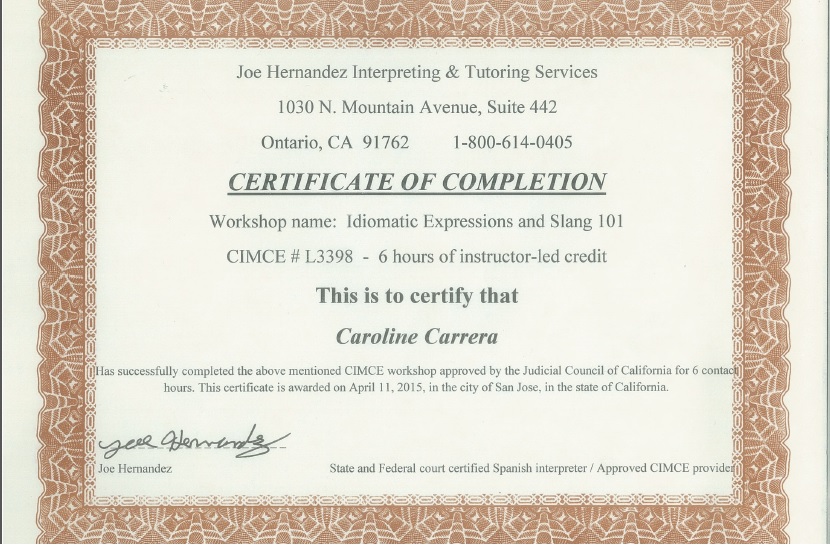 Joe Hernandez Interpreting & Tutoring Services
1030 N. Mountain Avenue, Suite 442
Ontario, CA 91762 1-800-614-0405
CERTIFICATE OF COMPLETION
Workshop name: Idiomatic Expressions and Slang 101
CIMCE # L3398 - 6 hours of instructor-led credit
This is to certify that
Caroline Carrera
Has successfully completed the above mentioned CIMCE workshop approved by the Judicial Council of California for 6 contact
hours. This certificate is awarded on April 11, 2015, in the city of San Jose, in the state of California.
Joe Hernandez
Joe Hernandez State and Federal court certified Spanish interpreter / Approved CIMCE provider